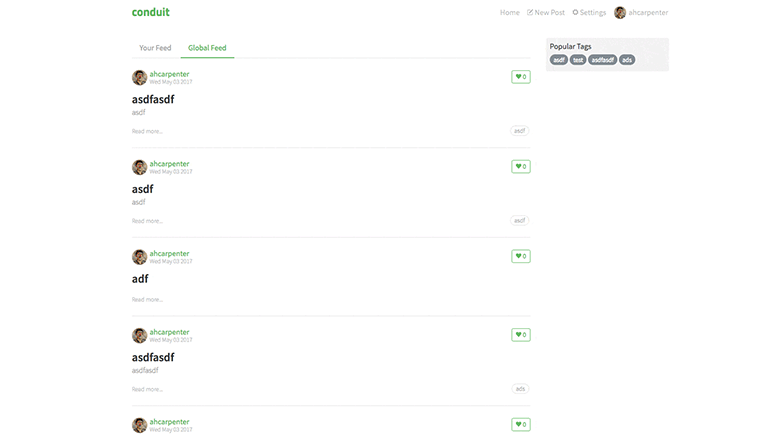 conduit
Home New Post Settings ahcarpenter
Your Feed Global Feed
Popular Tags
asdf test asdfasdf ads
ahcarpenter
Wed May 03 2017
0
asdfasdf
asdf
Read more...
asdf
ahcarpenter
Wed May 03 2017
0
asdf
asdf
Read more...
asdf
ahcarpenter
Wed May 03 2017
0
adf
Read more...
ahcarpenter
Wed May 03 2017
0
asdfasdf
asdfasdf
Read more...
ads
ahcarpenter
Wed May 03 2017
0